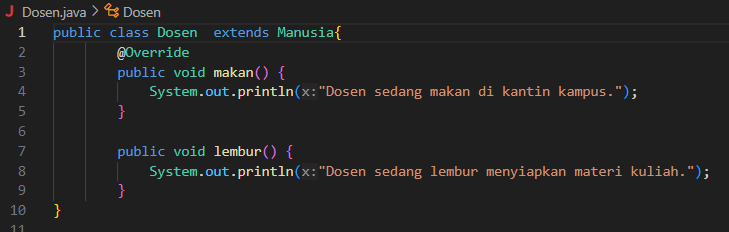 J Dosen.java > Dosen
1 public class Dosen  extends Manusia{
2         @Override
3         public void makan() {
4             System.out.println(x:"Dosen sedang makan di kantin kampus.");
5         }
6
7         public void lembur() {
8             System.out.println(x:"Dosen sedang lembur menyiapkan materi kuliah.");
9         }
10 }
11